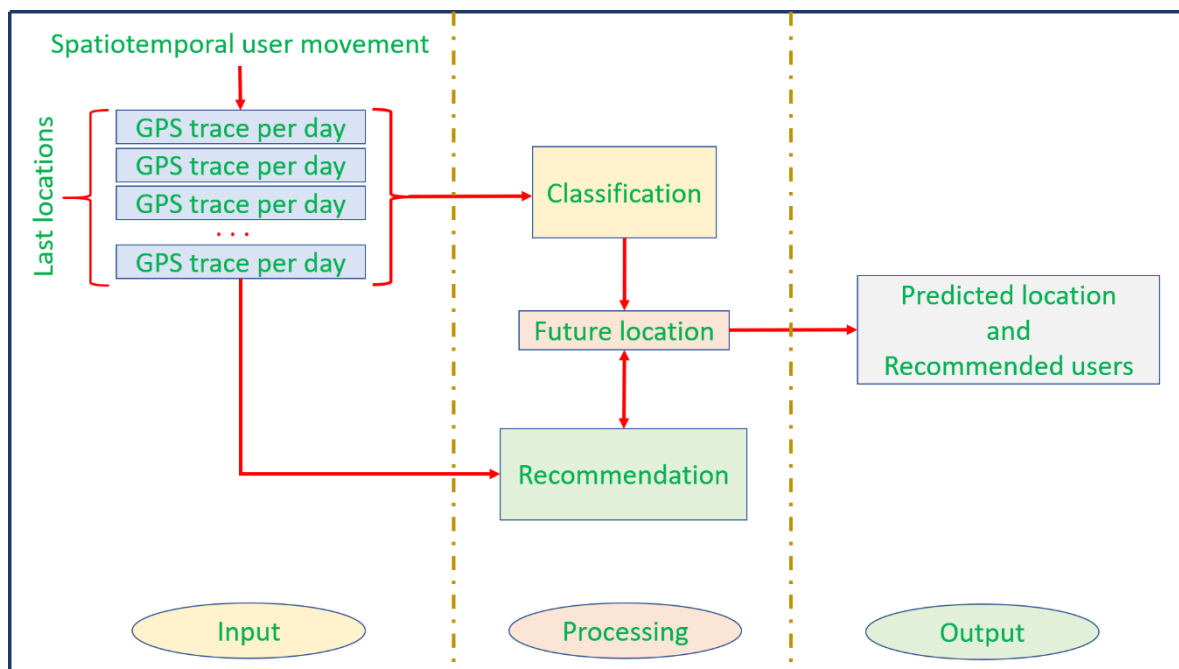 Spatiotemporal user movement
Last locations
GPS trace per day
GPS trace per day
GPS trace per day
. . .
GPS trace per day
Classification
Future location
Recommendation
Predicted location
and
Recommended users
Input
Processing
Output